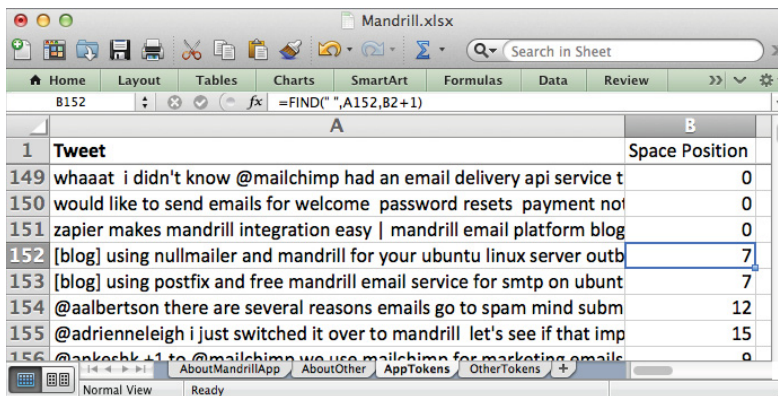 Mandrill.xlsx
Search in Sheet
Home Layout Tables Charts SmartArt Formulas Data Review
B152 fx =FIND(" ",A152,B2+1)
A B
1 Tweet Space Position
149 whaaat i didn't know @mailchimp had an email delivery api service t 0
150 would like to send emails for welcome password resets payment not 0
151 zapier makes mandrill integration easy | mandrill email platform blog 0
152 [blog] using nullmailer and mandrill for your ubuntu linux server outb 7
153 [blog] using postfix and free mandrill email service for smtp on ubunt 7
154 @aalbertson there are several reasons emails go to spam mind subm 12
155 @adrienneleigh i just switched it over to mandrill let's see if that imp 15
156 @ankeshk +1 to @mailchimp we use mailchimp for marketing emails 9
AboutMandrillApp AboutOther AppTokens OtherTokens +
Normal View Ready